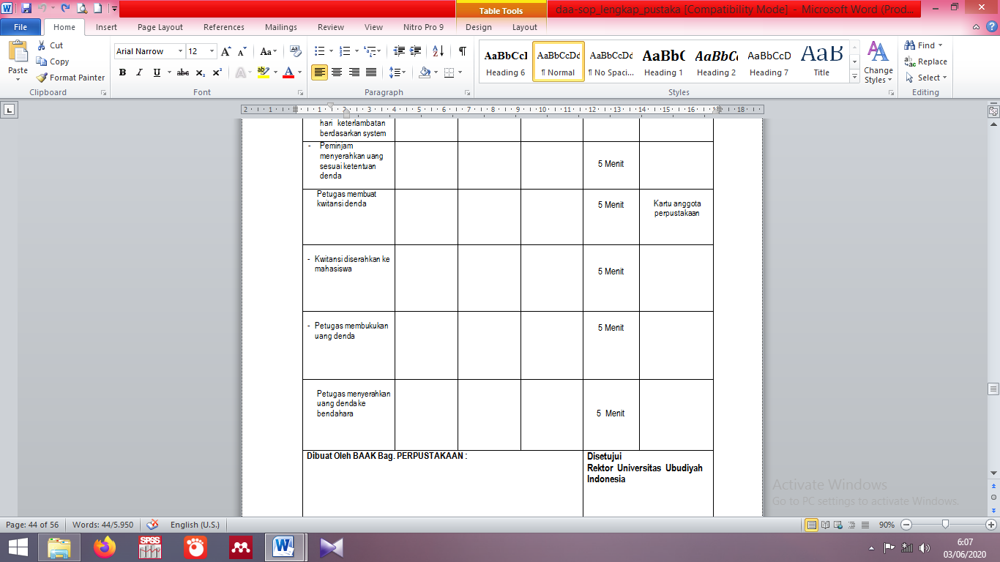 Table Tools
daa-sop_lengkap_pustaka [Compatibility Mode] - Microsoft Word (Prod...
File Home Insert Page Layout References Mailings Review View Nitro Pro 9 Design Layout
Paste
Cut
Copy
Format Painter
Clipboard
Arial Narrow 12
Font
Paragraph
AaBbCcI AaBbCcDd AaBbCcDd AaBbC AaBbCc AaBbCcD AaB
Heading 6 ¶ Normal ¶ No Spaci... Heading 1 Heading 2 Heading 7 Title
Change Styles
Styles
Find
Replace
Select
Editing
2 1 1 2 3 4 5 6 7 8 9 10 11 12 13 14 15 16 18
hari keterlambatan
berdasarkan system
- Peminjam
menyerahkan uang
sesuai ketentuan
denda
5 Menit
Petugas membuat
kwitansi denda
5 Menit
Kartu anggota
perpustakaan
- Kwitansi diserahkan ke
mahasiswa
5 Menit
- Petugas membukukan
uang denda
5 Menit
Petugas menyerahkan
uang denda ke
bendahara
5 Menit
Dibuat Oleh BAAK Bag. PERPUSTAKAAN :
Disetujui
Rektor Universitas Ubudiyah
Indonesia
Activate Windows
Go to PC settings to activate Windows.
Page: 44 of 56 Words: 44/5.950 English (U.S.) 90%
SPSS
6:07
03/06/2020